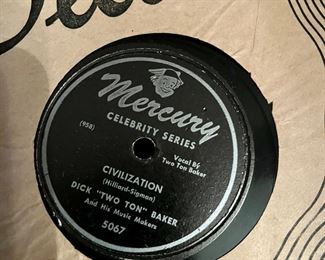 Mercury
CELEBRITY SERIES
(958)
Vocal By
Two Ton Baker
CIVILIZATION
(Hilliard-Sigman)
DICK "TWO TON" BAKER
And His Music Makers
5067